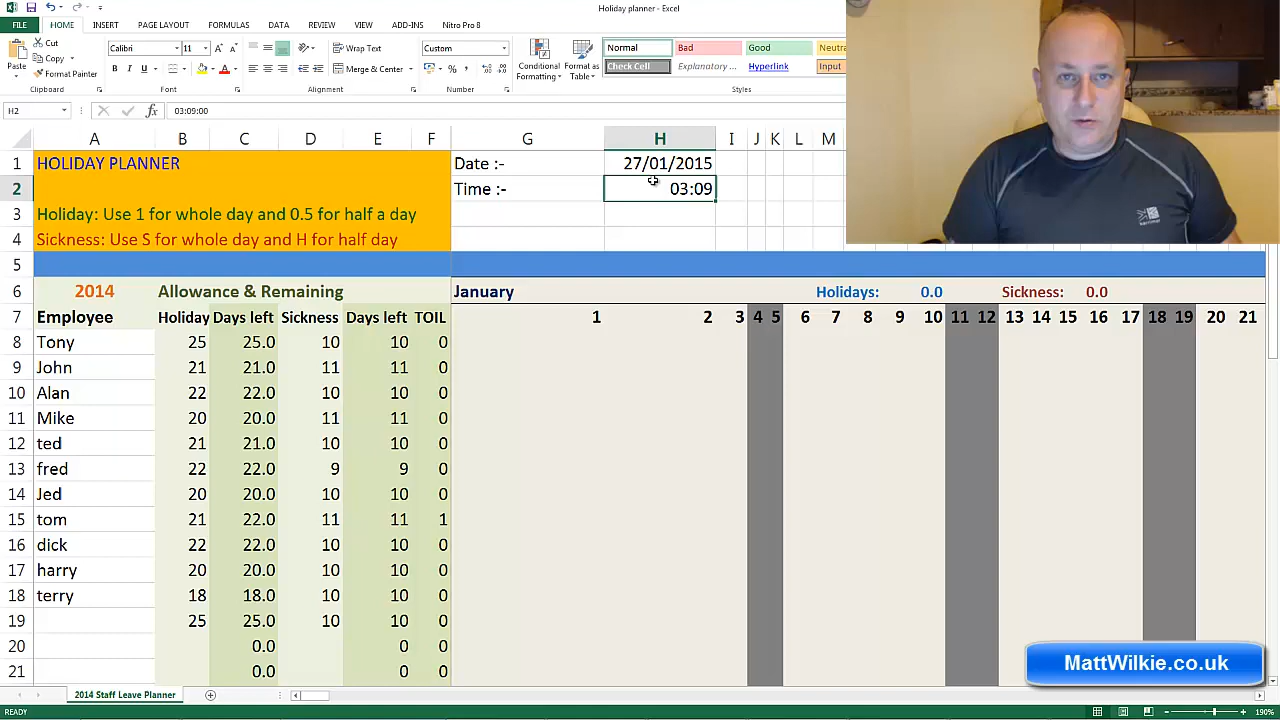 Holiday planner - Excel
FILE HOME INSERT PAGE LAYOUT FORMULAS DATA REVIEW VIEW ADD-INS Nitro Pro 8
Paste
Cut
Copy
Format Painter
Clipboard
Calibri 11
U
Font
Wrap Text
Merge & Center
Alignment
Custom
%
Number
Conditional Formatting
Format as Table
Normal Bad Good Neutra
Check Cell Explanatory ... Hyperlink Input
Styles
H2 fx 03:09:00
A B C D E F G H I J K L M
1 HOLIDAY PLANNER Date :- 27/01/2015
2 Time :- 03:09
3 Holiday: Use 1 for whole day and 0.5 for half a day
4 Sickness: Use S for whole day and H for half day
5
6 2014 Allowance & Remaining January Holidays: 0.0 Sickness: 0.0
7 Employee Holiday Days left Sickness Days left TOIL 1 2 3 4 5 6 7 8 9 10 11 12 13 14 15 16 17 18 19 20 21
8 Tony 25 25.0 10 10 0
9 John 21 21.0 11 11 0
10 Alan 22 22.0 10 10 0
11 Mike 20 20.0 11 11 0
12 ted 21 21.0 10 10 0
13 fred 22 22.0 9 9 0
14 Jed 20 20.0 10 10 0
15 tom 21 22.0 11 11 1
16 dick 22 22.0 10 10 0
17 harry 20 20.0 10 10 0
18 terry 18 18.0 10 10 0
19 25 25.0 10 10 0
20 0.0 0 0
21 0.0 0 0
MattWilkie.co.uk
2014 Staff Leave Planner
READY 190%